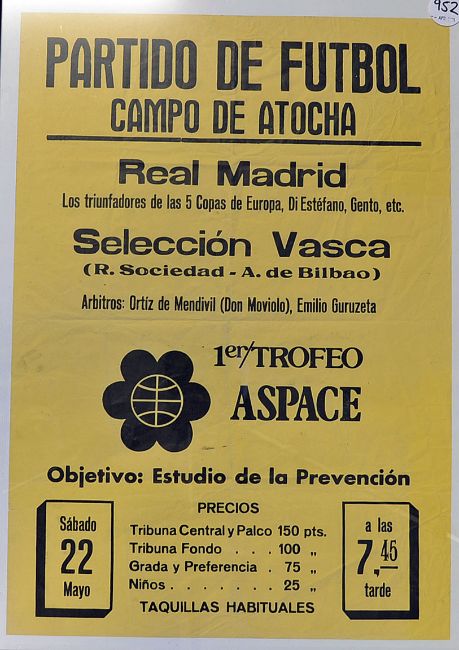 952
PARTIDO DE FUTBOL
CAMPO DE ATOCHA
Real Madrid
Los triunfadores de las 5 Copas de Europa, Di Estéfano, Gento, etc.
Selección Vasca
(R. Sociedad - A. de Bilbao)
Arbitros: Ortíz de Mendivil (Don Moviolo), Emilio Guruzeta
1er/TROFEO
ASPACE
Objetivo: Estudio de la Prevención
Sábado
22
Mayo
PRECIOS
Tribuna Central y Palco 150 pts.
Tribuna Fondo . . . 100 „
Grada y Preferencia . 75 „
Niños . . . . . . . 25 „
TAQUILLAS HABITUALES
a las
7,46
tarde